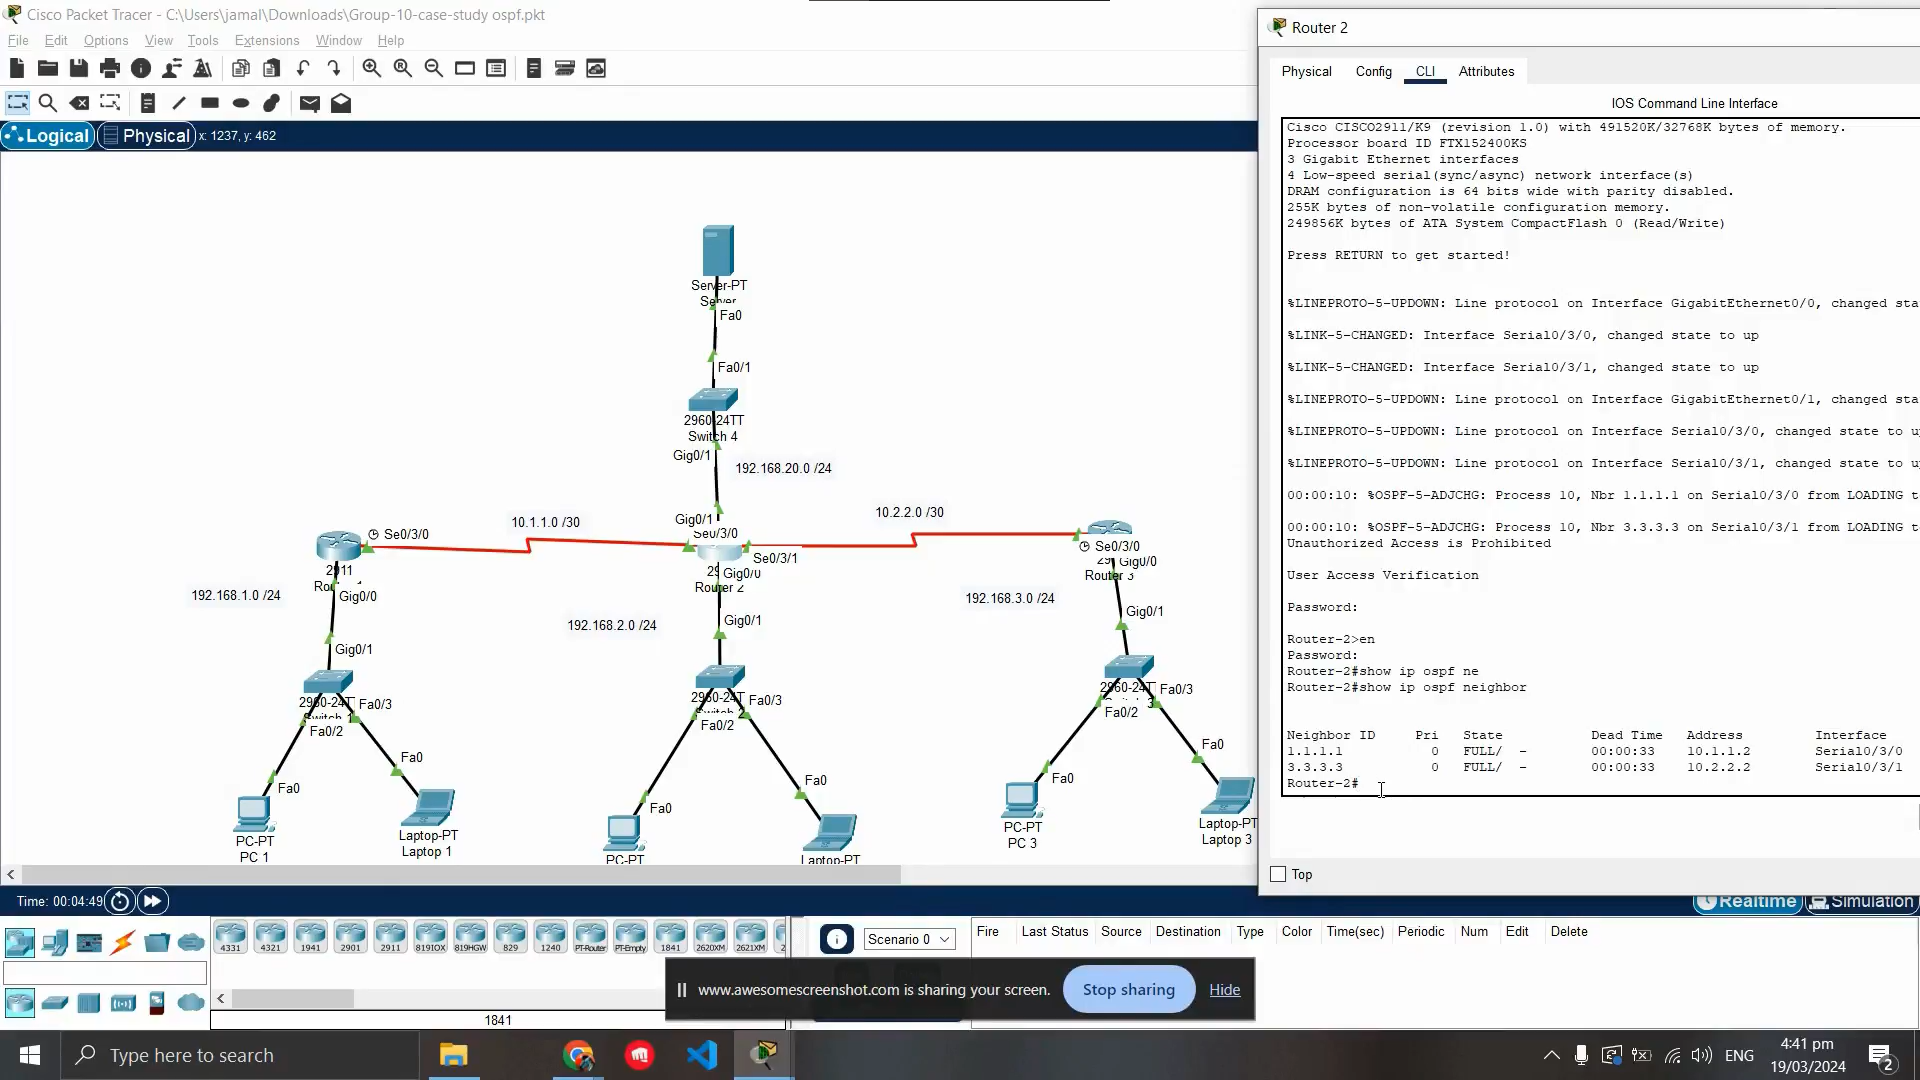 Cisco Packet Tracer - C:\Users\jamal\Downloads\Group-10-case-study ospf.pkt
File Edit Options View Tools Extensions Window Help
Logical Physical x: 1237, y: 462
Server-PT
Server
Fa0
Fa0/1
2960-24TT
Switch 4
Gig0/1
192.168.20.0 /24
10.2.2.0 /30
10.1.1.0 /30
Gig0/1
Se0/3/0
Se0/3/0
Se0/3/1
Se0/3/0
2911
Gig0/0
Gig0/0
Router 2
Gig0/0
Router 3
192.168.1.0 /24
192.168.2.0 /24
192.168.3.0 /24
Gig0/1
Gig0/1
Gig0/1
Fa0/3
Fa0/2
Fa0/3
Fa0/2
Fa0/3
Fa0/2
Fa0
Fa0
Fa0
Fa0
Fa0
Fa0
PC-PT
PC 1
Laptop-PT
Laptop 1
PC-PT
Laptop-PT
PC-PT
PC 3
Laptop-PT
Laptop 3
Router 2
Physical Config CLI Attributes
IOS Command Line Interface
Cisco CISCO2911/K9 (revision 1.0) with 491520K/32768K bytes of memory.
Processor board ID FTX152400KS
3 Gigabit Ethernet interfaces
4 Low-speed serial(sync/async) network interface(s)
DRAM configuration is 64 bits wide with parity disabled.
255K bytes of non-volatile configuration memory.
249856K bytes of ATA System CompactFlash 0 (Read/Write)
Press RETURN to get started!
%LINEPROTO-5-UPDOWN: Line protocol on Interface GigabitEthernet0/0, changed sta
%LINK-5-CHANGED: Interface Serial0/3/0, changed state to up
%LINK-5-CHANGED: Interface Serial0/3/1, changed state to up
%LINEPROTO-5-UPDOWN: Line protocol on Interface GigabitEthernet0/1, changed sta
%LINEPROTO-5-UPDOWN: Line protocol on Interface Serial0/3/0, changed state to up
%LINEPROTO-5-UPDOWN: Line protocol on Interface Serial0/3/1, changed state to up
00:00:10: %OSPF-5-ADJCHG: Process 10, Nbr 1.1.1.1 on Serial0/3/0 from LOADING t
00:00:10: %OSPF-5-ADJCHG: Process 10, Nbr 3.3.3.3 on Serial0/3/1 from LOADING t
Unauthorized Access is Prohibited
User Access Verification
Password:
Router-2>en
Password:
Router-2#show ip ospf ne
Router-2#show ip ospf neighbor
Neighbor ID Pri State Dead Time Address Interface
1.1.1.1 0 FULL/ - 00:00:33 10.1.1.2 Serial0/3/0
3.3.3.3 0 FULL/ - 00:00:33 10.2.2.2 Serial0/3/1
Router-2#
Top
Time: 00:04:49
Realtime Simulation
4331 4321 1941 2901 2911 819IOX 819HGW 829 1240 PT-Router PT-Empty 1841 2620XM 2621XM
1841
Scenario 0
Fire Last Status Source Destination Type Color Time(sec) Periodic Num Edit Delete
www.awesomescreenshot.com is sharing your screen. Stop sharing Hide
Type here to search
ENG
4:41 pm
19/03/2024
2